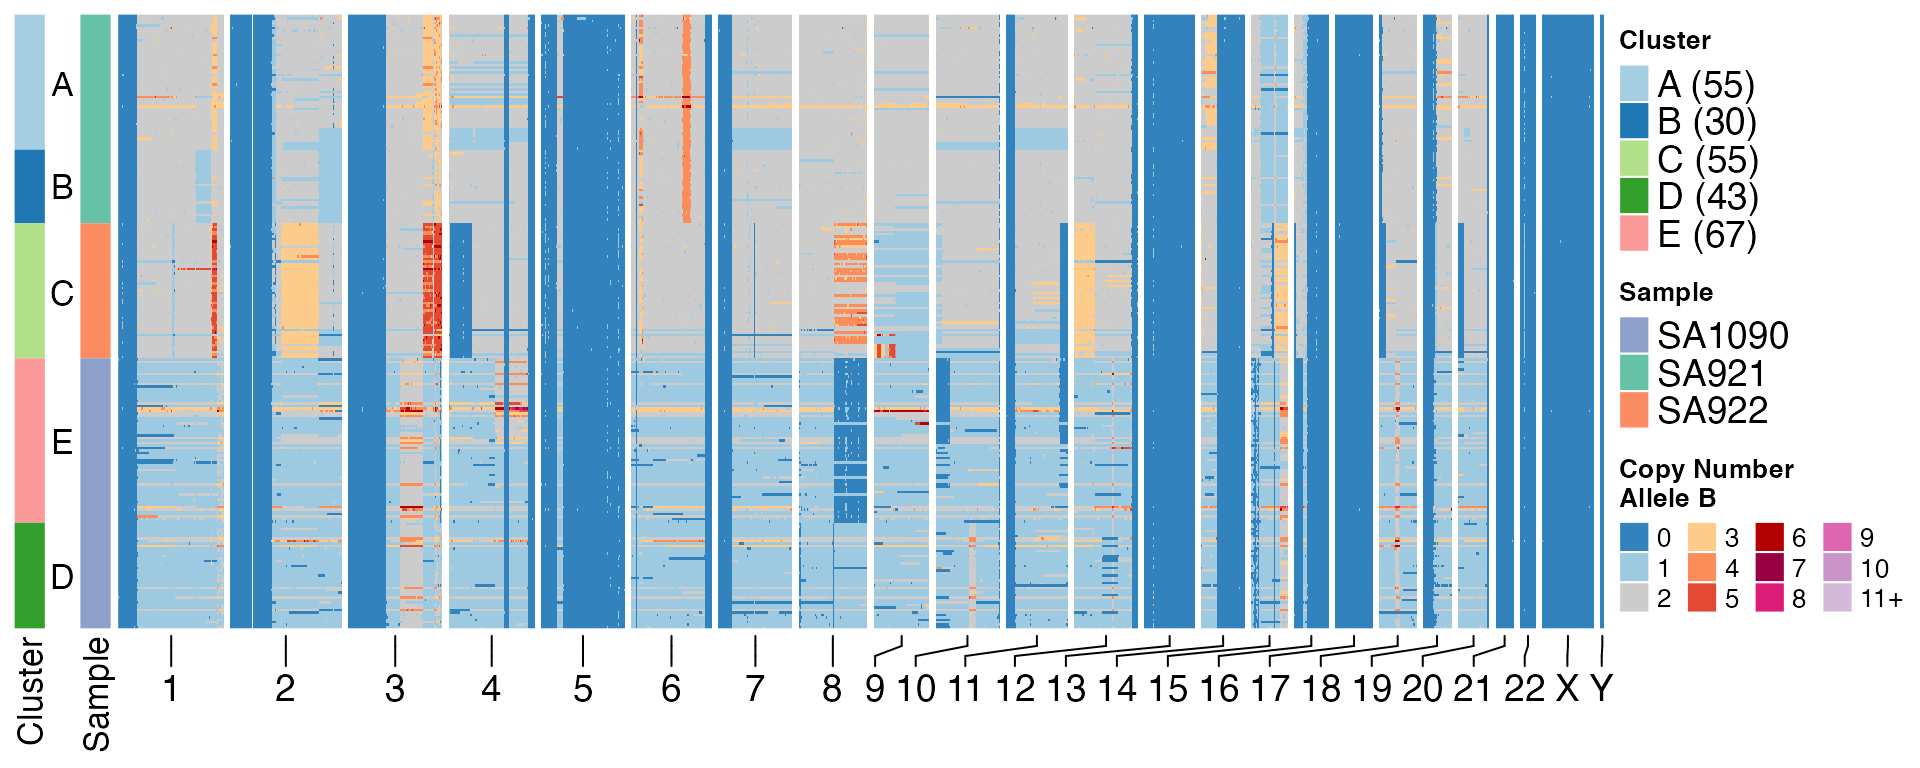 A
B
C
E
D
Cluster
Sample
1 2 3 4 5 6 7 8 9 10 11 12 13 14 15 16 17 18 19 20 21 22 X Y
Cluster
A (55)
B (30)
C (55)
D (43)
E (67)
Sample
SA1090
SA921
SA922
Copy Number
Allele B
0 3 6 9
1 4 7 10
2 5 8 11+